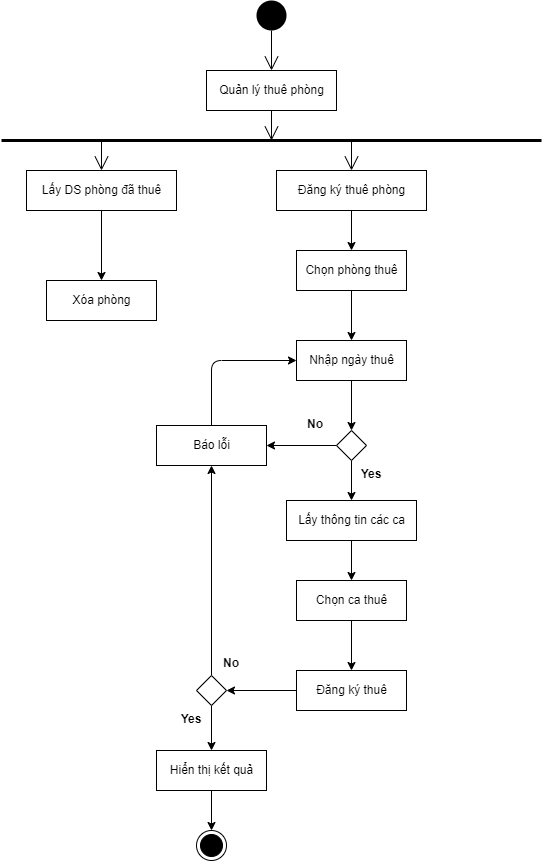 Quản lý thuê phòng
Lấy DS phòng đã thuê
Đăng ký thuê phòng
Chọn phòng thuê
Xóa phòng
Nhập ngày thuê
No
Báo lỗi
Yes
Lấy thông tin các ca
Chọn ca thuê
No
Đăng ký thuê
Yes
Hiển thị kết quả